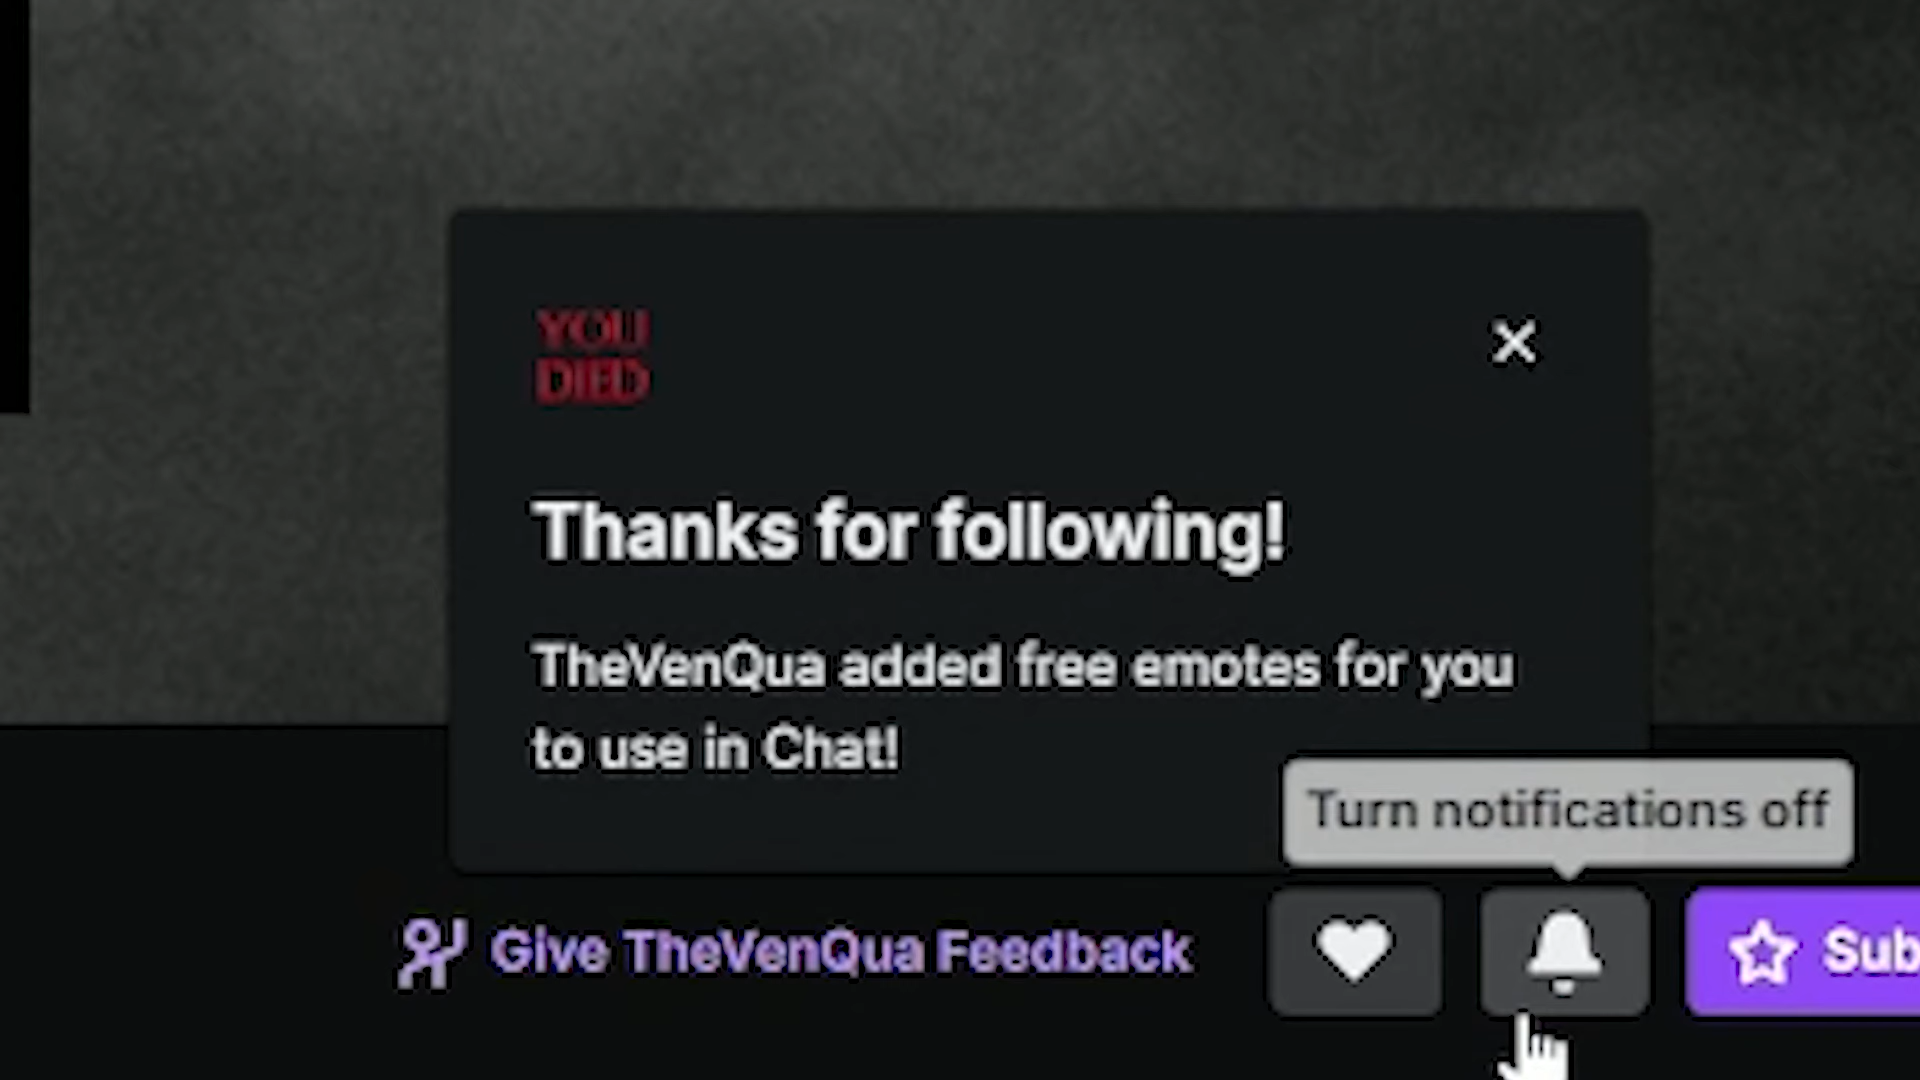 YOU
DIED
Thanks for following!
TheVenQua added free emotes for you
to use in Chat!
Turn notifications off
Give TheVenQua Feedback
Sub